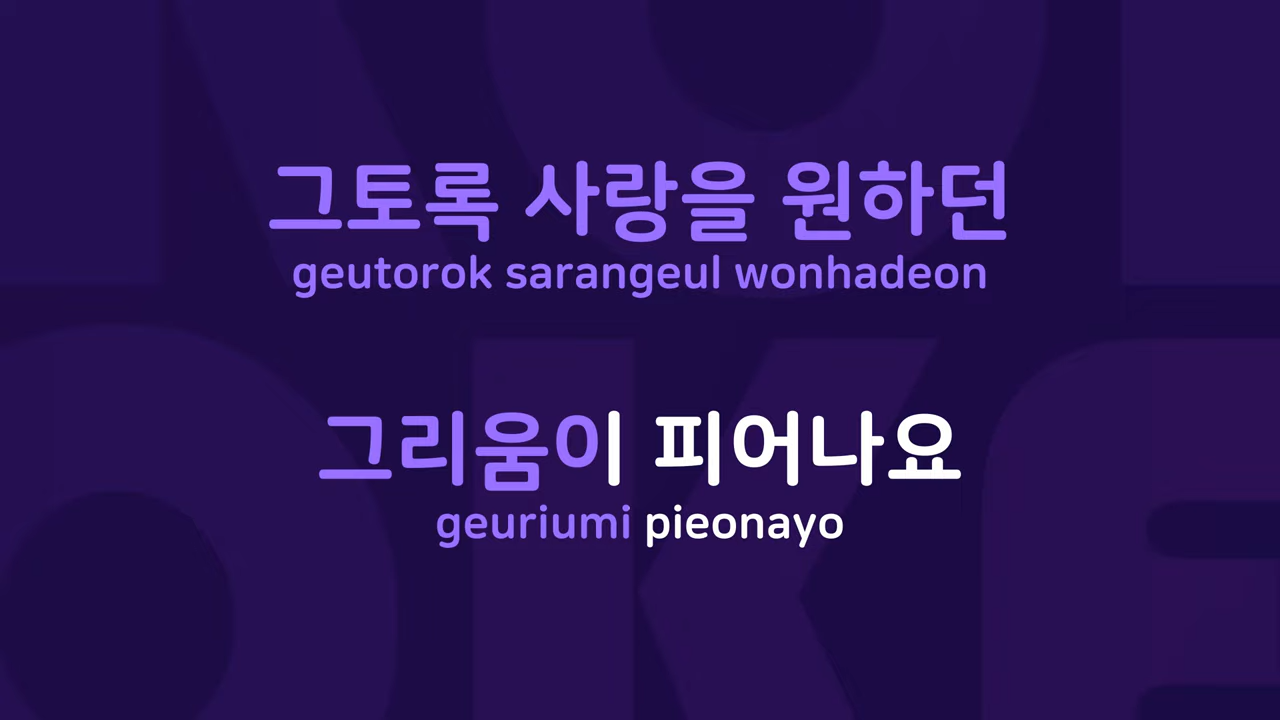 그토록 사랑을 원하던
geutorok sarangeul wonhadeon
그리움이 피어나요
geuriumi pieonayo